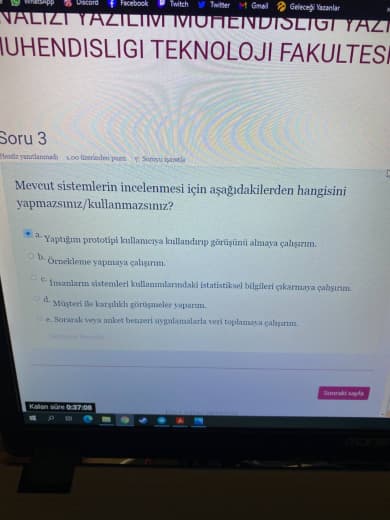 WhatsApp Discord Facebook Twitch Twitter Gmail Geleceği Yazanlar
NALİZİ YAZILIM MÜHENDİSLİĞİ YAZI
MÜHENDİSLİĞİ TEKNOLOJİ FAKÜLTESİ
Soru 3
Henüz yanıtlanmadı 1,00 üzerinden puan Soruyu işaretle
Mevcut sistemlerin incelenmesi için aşağıdakilerden hangisini
yapmazsınız/kullanmazsınız?
a. Yaptığım prototipi kullanıcıya kullandırıp görüşünü almaya çalışırım.
b. Örnekleme yapmaya çalışırım.
c. İnsanların sistemleri kullanımlarındaki istatistiksel bilgileri çıkarmaya çalışırım.
d. Müşteri ile karşılıklı görüşmeler yaparım.
e. Sorarak veya anket benzeri uygulamalarla veri toplamaya çalışırım.
Sonraki sayfa
Kalan süre 0:37:08